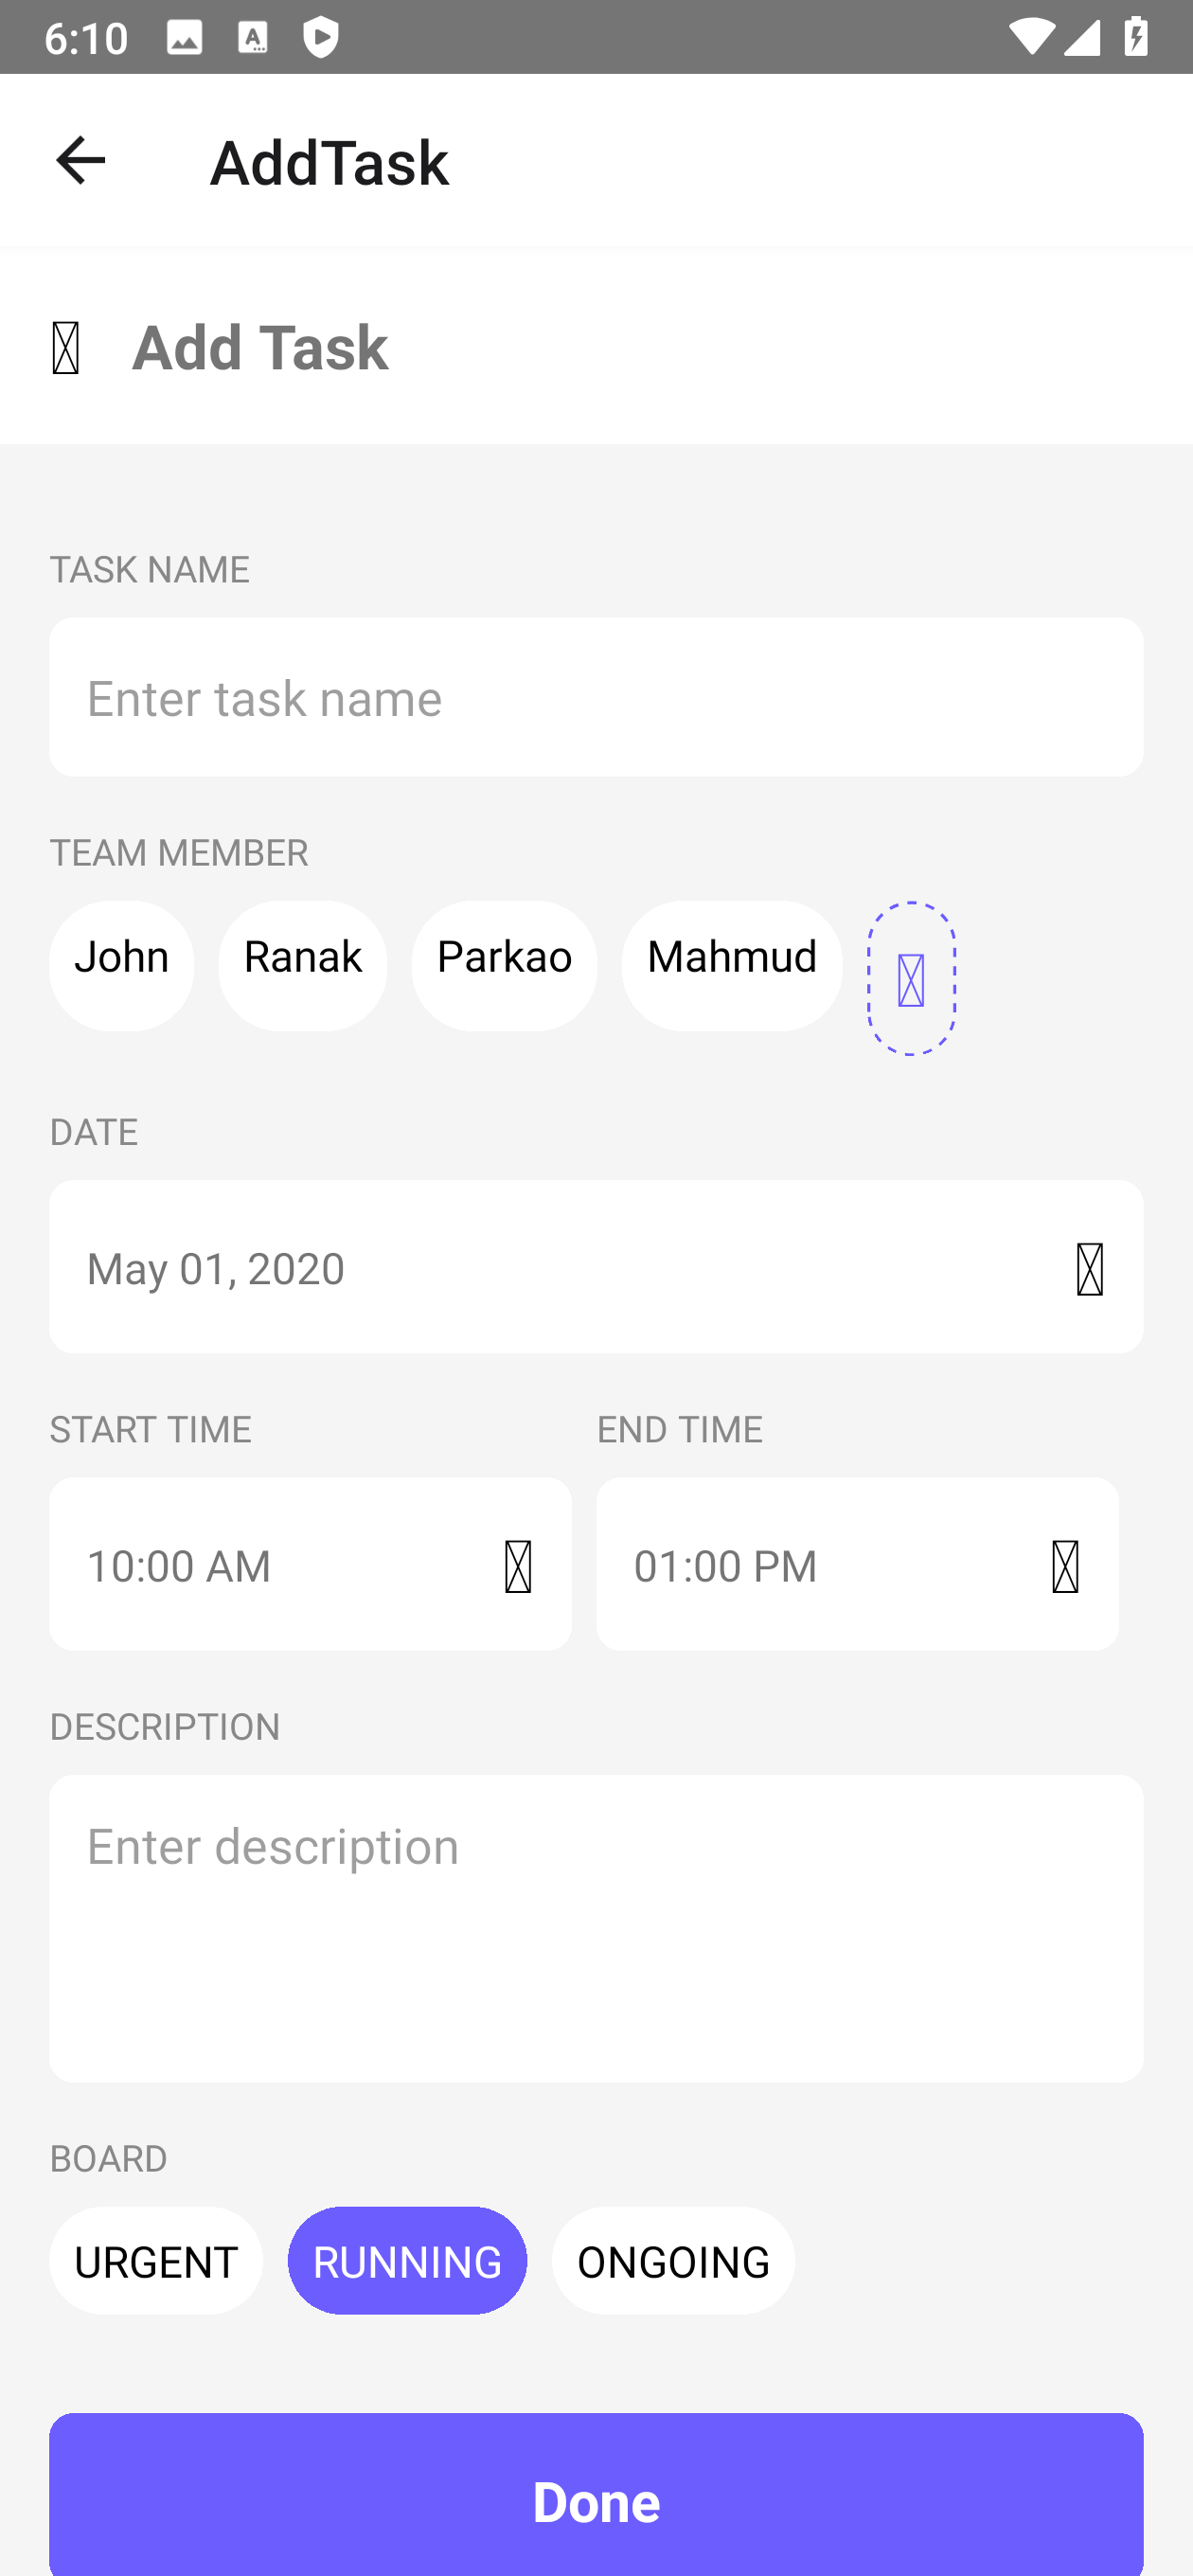 6:10
AddTask
Add Task
TASK NAME
Enter task name
TEAM MEMBER
John Ranak Parkao Mahmud
DATE
May 01, 2020
START TIME END TIME
10:00 AM 01:00 PM
DESCRIPTION
Enter description
BOARD
URGENT RUNNING ONGOING
Done